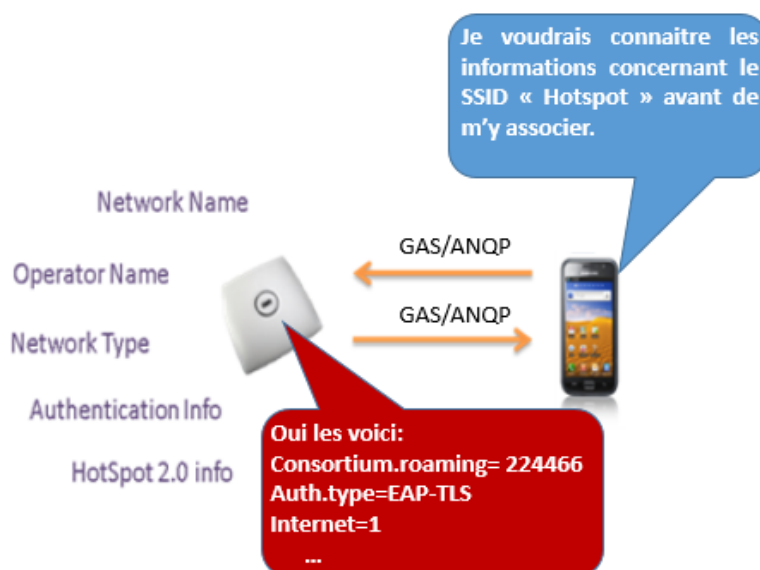 Je voudrais connaitre les
informations concernant le
SSID « Hotspot » avant de
m'y associer.
Network Name
Operator Name
Network Type
Authentication Info
HotSpot 2.0 info
GAS/ANQP
GAS/ANQP
Oui les voici:
Consortium.roaming= 224466
Auth.type=EAP-TLS
Internet=1
...